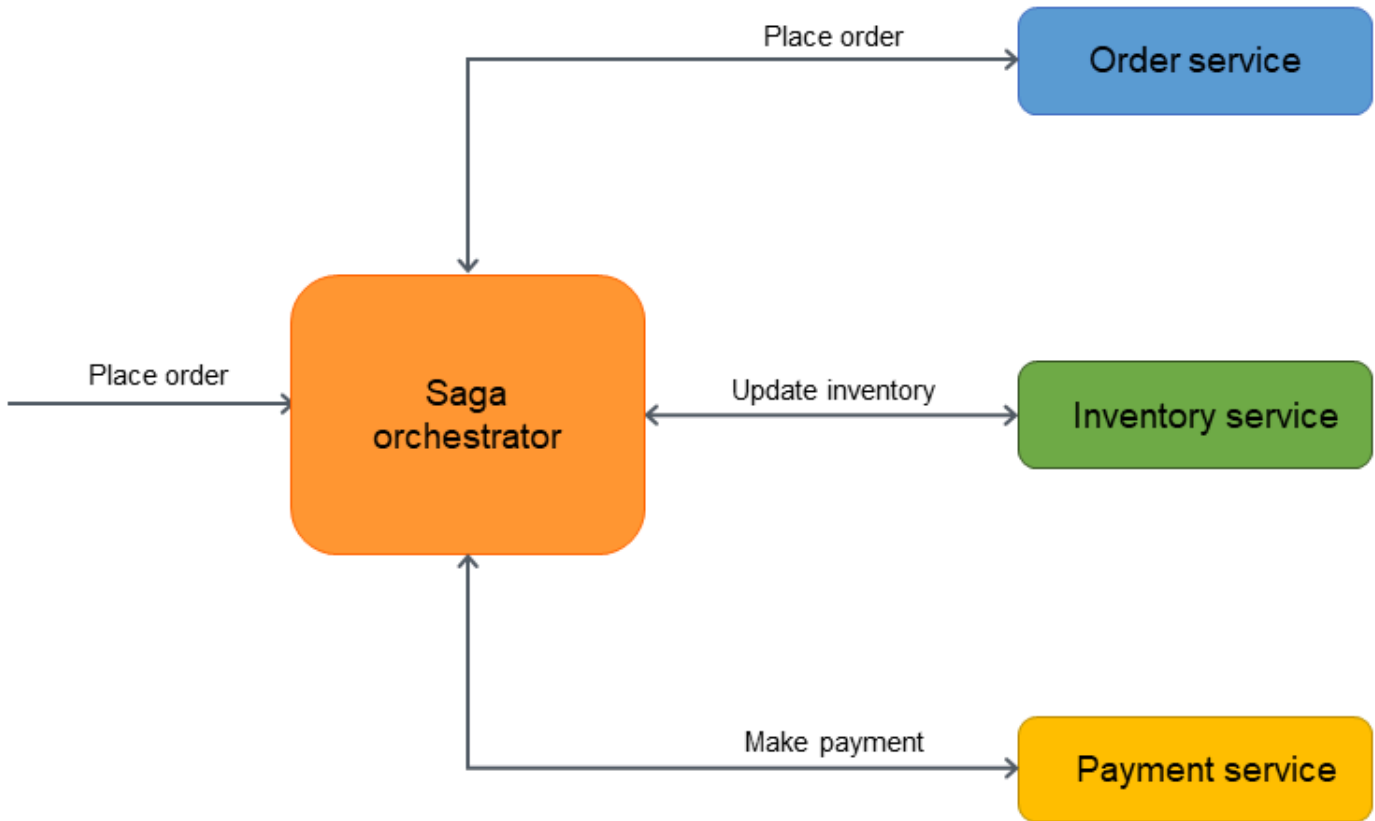 Place order
Order service
Place order
Saga
orchestrator
Update inventory
Inventory service
Make payment
Payment service